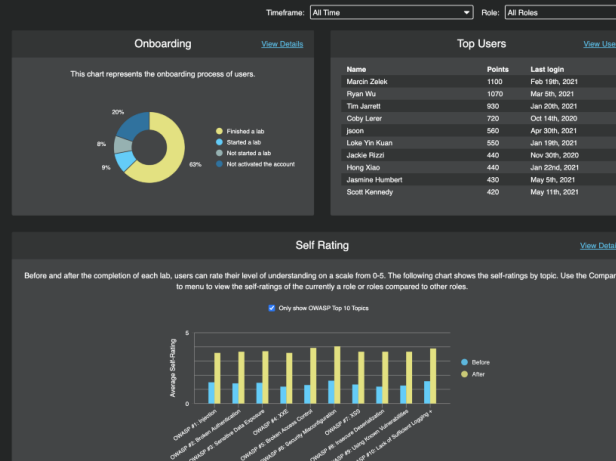 Timeframe: All Time Role: All Roles
Onboarding View Details
This chart represents the onboarding process of users.
20%
8%
9%
63%
Finished a lab
Started a lab
Not started a lab
Not activated the account
Top Users View Use
Name Points Last login
Marcin Zelek 1100 Feb 19th, 2021
Ryan Wu 1070 Mar 5th, 2021
Tim Jarrett 930 Jan 20th, 2021
Coby Lerer 720 Oct 14th, 2020
jsoon 560 Apr 30th, 2021
Loke Yin Kuan 550 Jan 19th, 2021
Jackie Rizzi 440 Nov 30th, 2020
Hong Xiao 440 Jan 22nd, 2021
Jasmine Humbert 430 May 5th, 2021
Scott Kennedy 420 May 11th, 2021
Self Rating View Detai
Before and after the completion of each lab, users can rate their level of understanding on a scale from 0-5. The following chart shows the self-ratings by topic. Use the Compar
to menu to view the self-ratings of the currently a role or roles compared to other roles.
Only show OWASP Top 10 Topics
Average Self-Rating
5
0
Before
After
OWASP #1: Injection
OWASP #2: Broken Authentication
OWASP #3: Sensitive Data Exposure
OWASP #4: XXE
OWASP #5: Broken Access Control
OWASP #6: Security Misconfiguration
OWASP #7: XSS
OWASP #8: Insecure Deserialization
OWASP #9: Using Known Vulnerabilities
#10: Lack of Sufficient Logging +